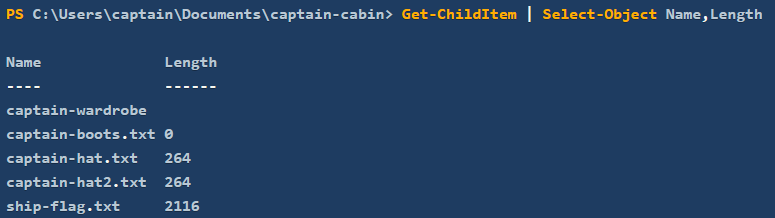 PS C:\Users\captain\Documents\captain-cabin> Get-ChildItem | Select-Object Name,Length
Name Length
---- ------
captain-wardrobe
captain-boots.txt 0
captain-hat.txt 264
captain-hat2.txt 264
ship-flag.txt 2116